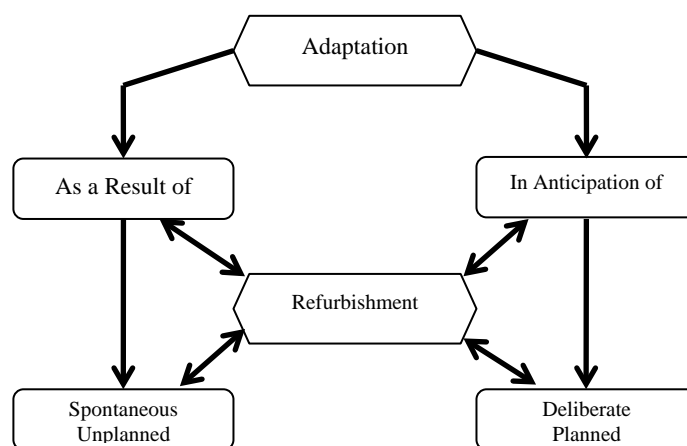 Adaptation
As a Result of
In Anticipation of
Refurbishment
Spontaneous
Unplanned
Deliberate
Planned